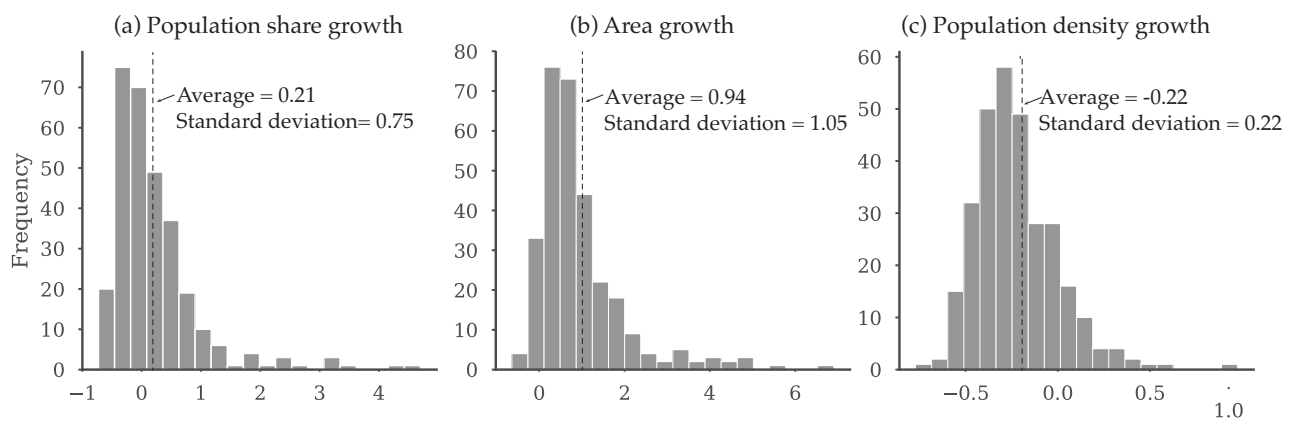 (a) Population share growth
Frequency
70
60
50
40
30
20
10
0
Average = 0.21
Standard deviation= 0.75
−1 0 1 2 3 4
(b) Area growth
80
70
60
50
40
30
20
10
0
Average = 0.94
Standard deviation = 1.05
0 2 4 6
(c) Population density growth
60
50
40
30
20
10
0
Average = -0.22
Standard deviation = 0.22
−0.5 0.0 0.5
1.0